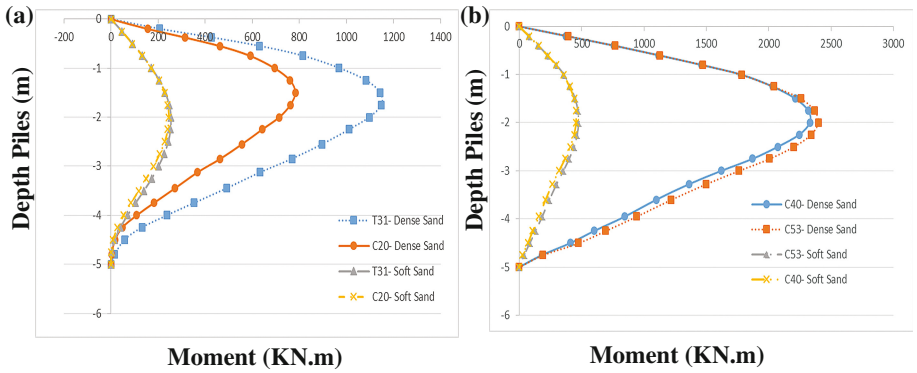 (a)
-200 0 200 400 600 800 1000 1200 1400
0
-1
-2
-3
-4
-5
-6
Depth Piles (m)
T31- Dense Sand
C20- Dense Sand
T31- Soft Sand
C20- Soft Sand
Moment (KN.m)
(b)
0 500 1000 1500 2000 2500 3000
0
-1
-2
-3
-4
-5
-6
Depth Piles (m)
C40- Dense Sand
C53- Dense Sand
C53- Soft Sand
C40- Soft Sand
Moment (KN.m)